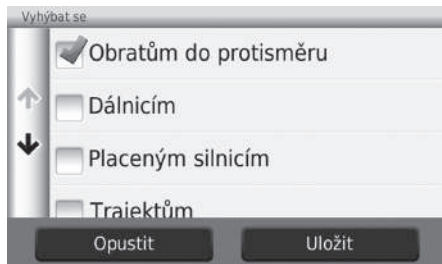 Vyhýbat se
Obratům do protisměru
Dálnicím
Placeným silnicím
Trajektům
Opustit
Uložit